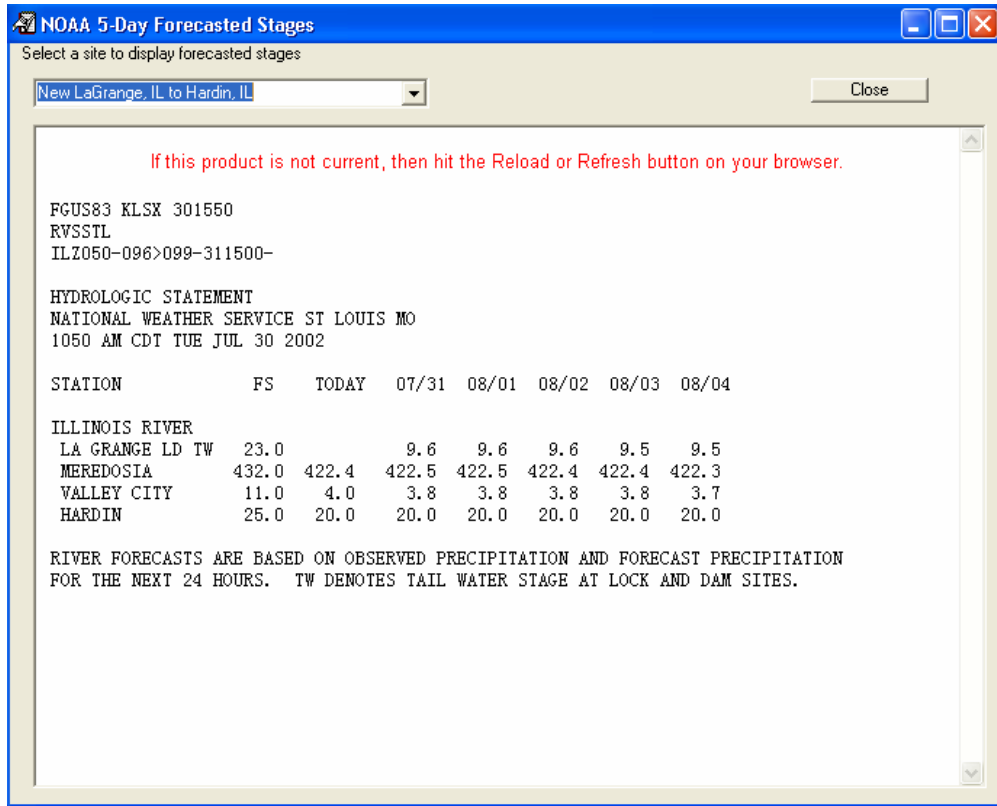 NOAA 5-Day Forecasted Stages
Select a site to display forecasted stages
New LaGrange, IL to Hardin, IL
Close
If this product is not current, then hit the Reload or Refresh button on your browser.
FGUS83 KLSX 301550
RVSSTL
ILZ050-096>099-311500-
HYDROLOGIC STATEMENT
NATIONAL WEATHER SERVICE ST LOUIS MO
1050 AM CDT TUE JUL 30 2002
STATION FS TODAY 07/31 08/01 08/02 08/03 08/04
ILLINOIS RIVER
LA GRANGE LD TW 23.0 9.6 9.6 9.6 9.5 9.5
MEREDOSIA 432.0 422.4 422.5 422.5 422.4 422.4 422.3
VALLEY CITY 11.0 4.0 3.8 3.8 3.8 3.8 3.7
HARDIN 25.0 20.0 20.0 20.0 20.0 20.0 20.0
RIVER FORECASTS ARE BASED ON OBSERVED PRECIPITATION AND FORECAST PRECIPITATION
FOR THE NEXT 24 HOURS. TW DENOTES TAIL WATER STAGE AT LOCK AND DAM SITES.